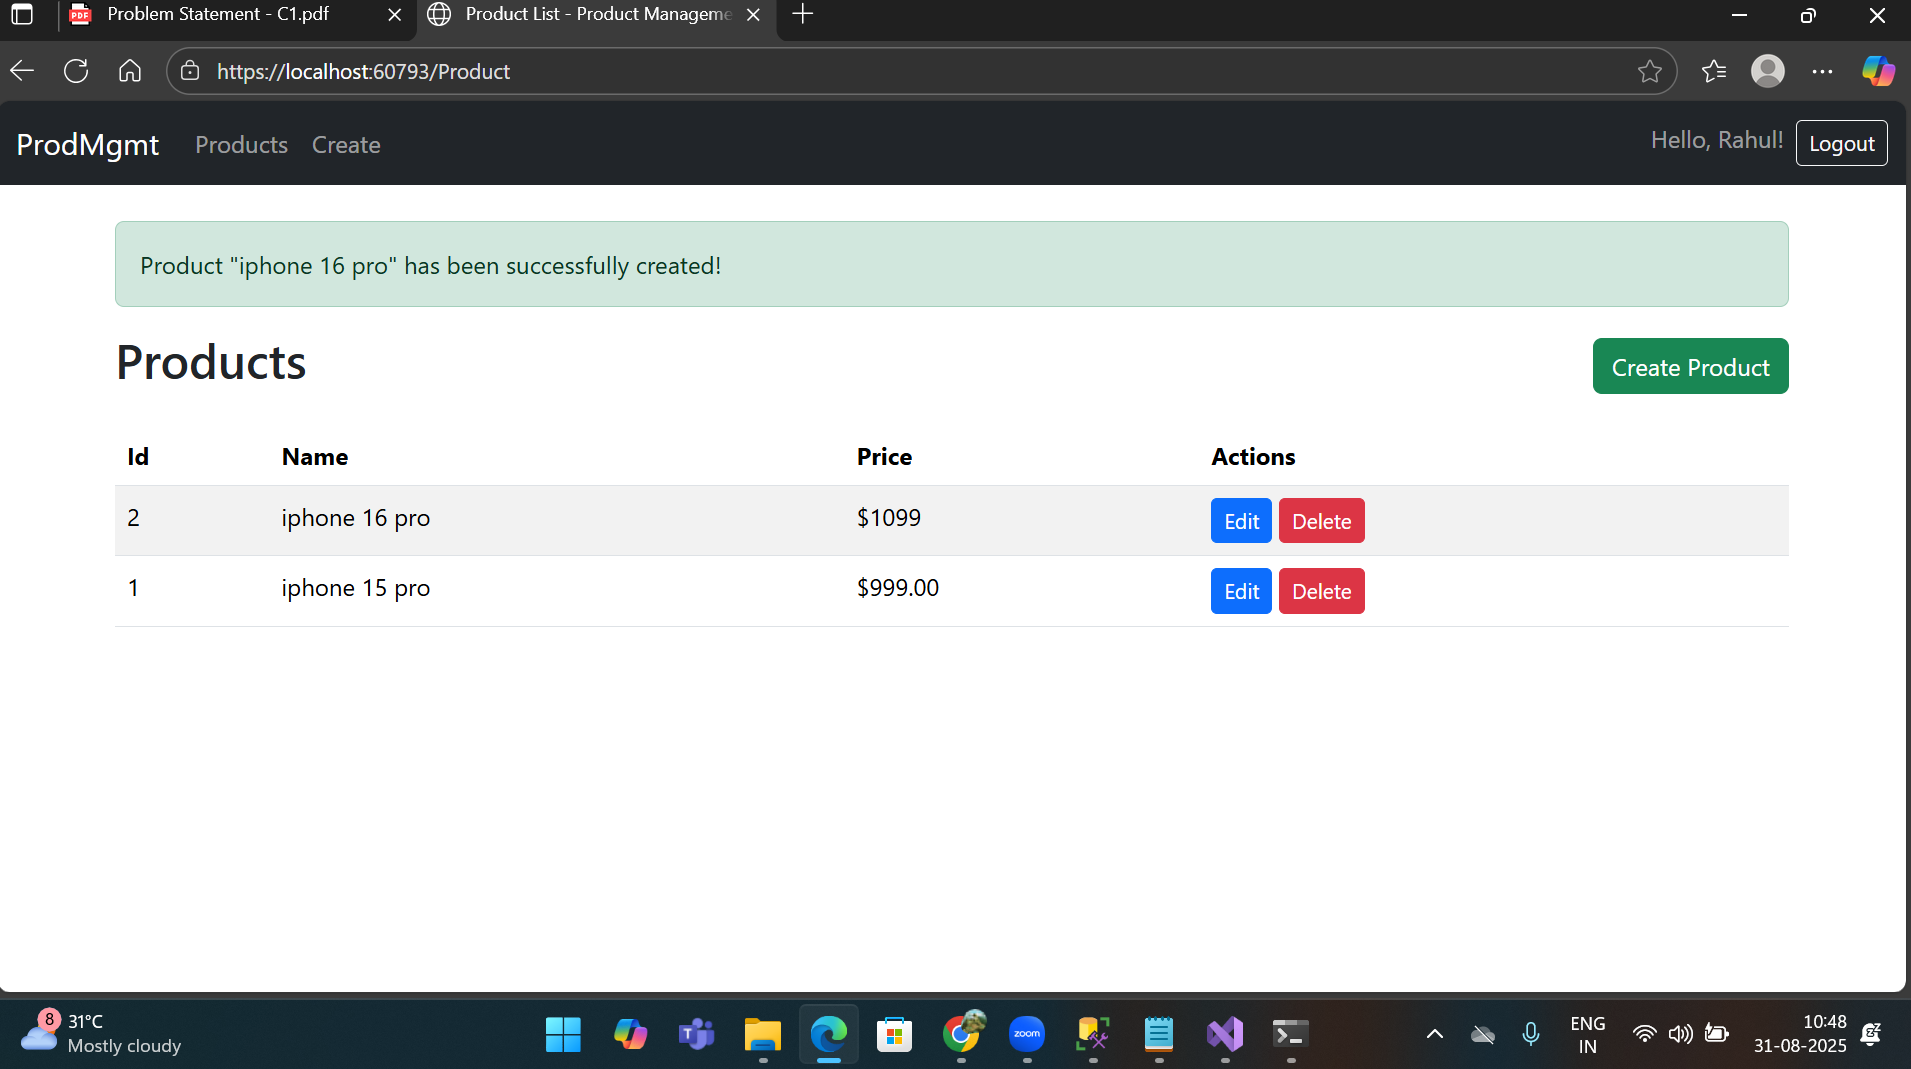 Problem Statement - C1.pdf
Product List - Product Manageme
https://localhost:60793/Product
ProdMgmt Products Create Hello, Rahul! Logout
Product "iphone 16 pro" has been successfully created!
Products Create Product
Id Name Price Actions
2 iphone 16 pro $1099 Edit Delete
1 iphone 15 pro $999.00 Edit Delete
8 31°C
Mostly cloudy
PDF
T
zoom
ENG
IN
10:48
31-08-2025